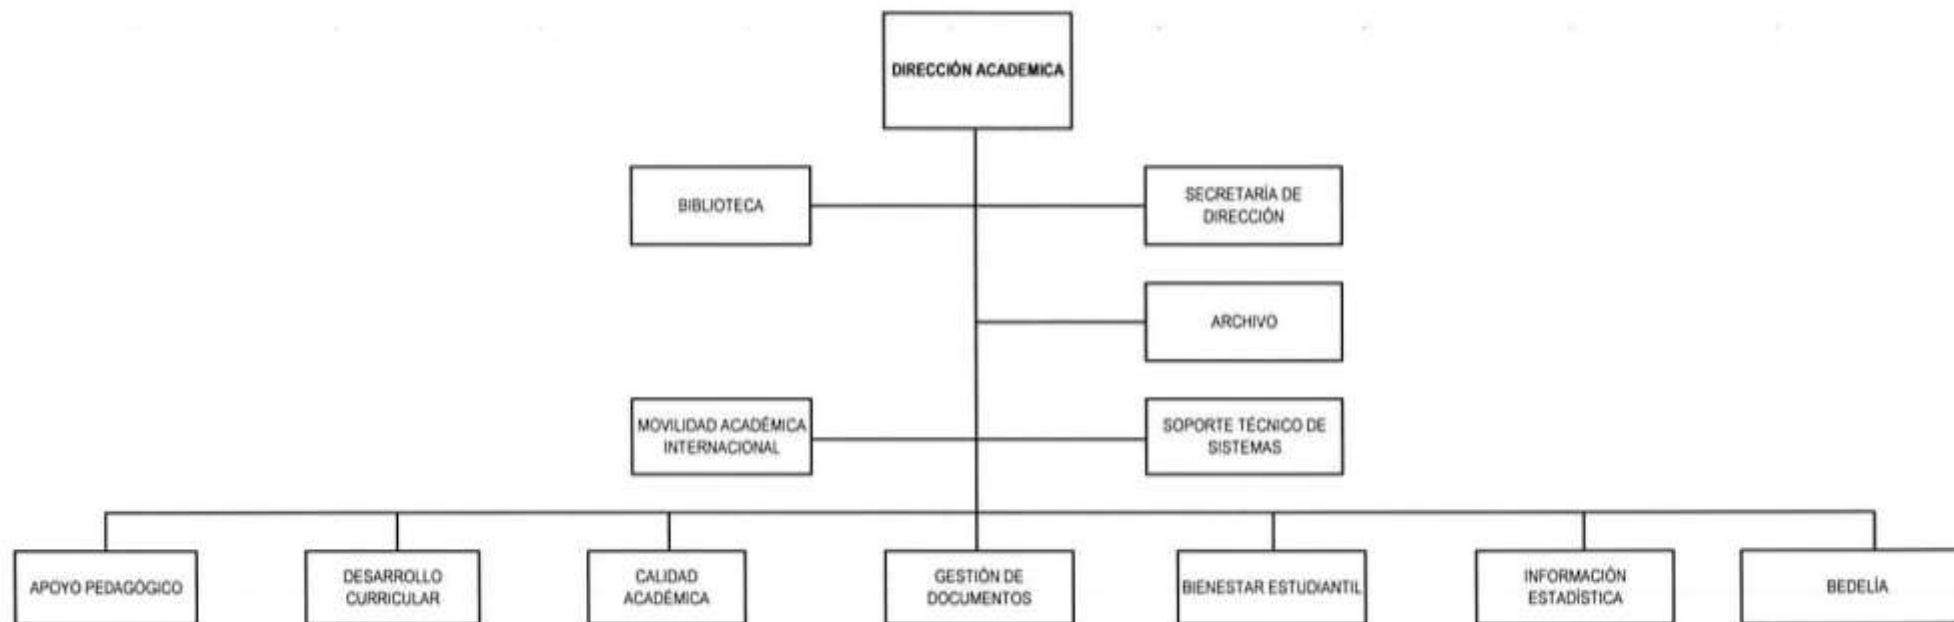 DIRECCIÓN ACADEMICA
BIBLIOTECA
SECRETARÍA DE
DIRECCIÓN
ARCHIVO
MOVILIDAD ACADÉMICA
INTERNACIONAL
SOPORTE TÉCNICO DE
SISTEMAS
APOYO PEDAGÓGICO
DESARROLLO
CURRICULAR
CALIDAD
ACADÉMICA
GESTIÓN DE
DOCUMENTOS
BIENESTAR ESTUDIANTIL
INFORMACIÓN
ESTADÍSTICA
BEDELÍA